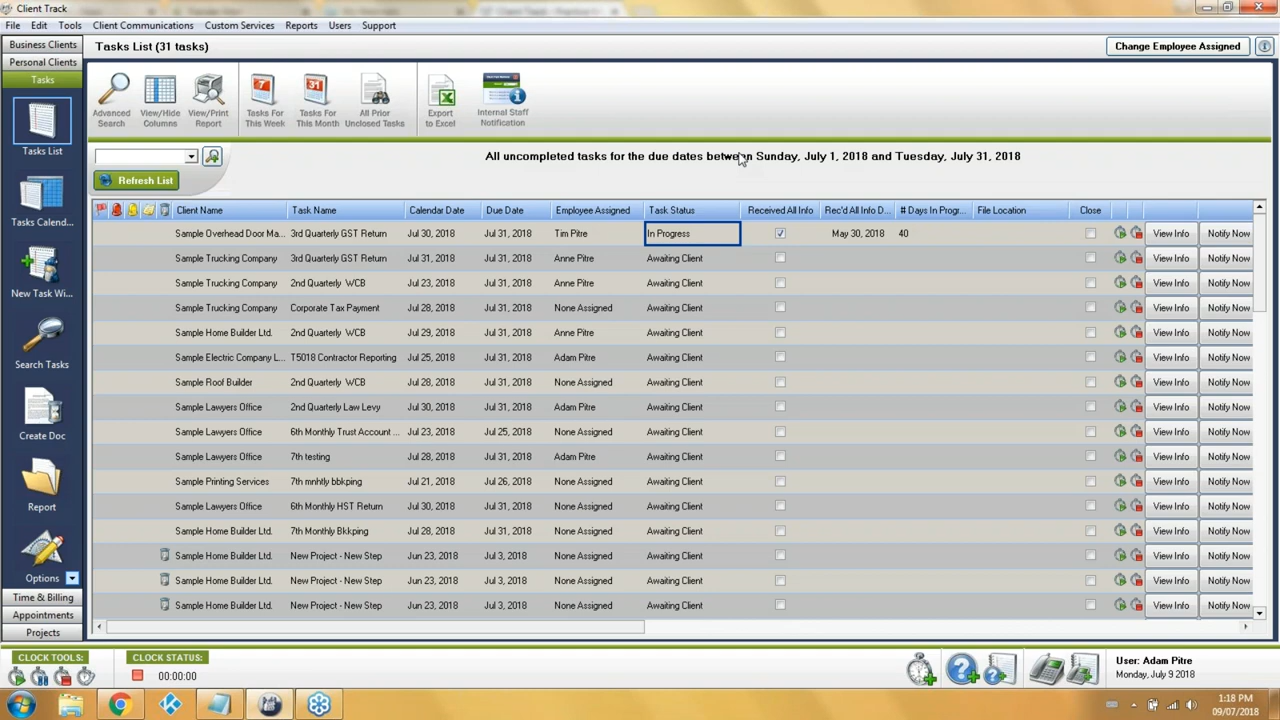 Client Track
File Edit Tools Client Communications Custom Services Reports Users Support
Business Clients
Personal Clients
Tasks
Tasks List (31 tasks)
Change Employee Assigned
Advanced Search
View/Hide Columns
View/Print Report
Tasks For This Week
Tasks For This Month
All Prior Unclosed Tasks
Export to Excel
Internal Staff Notification
7
31
All uncompleted tasks for the due dates between Sunday, July 1, 2018 and Tuesday, July 31, 2018
Refresh List
Tasks List
Tasks Calend...
New Task Wi...
Search Tasks
Create Doc
Report
Options
Time & Billing
Appointments
Projects
Client Name Task Name Calendar Date Due Date Employee Assigned Task Status Received All Info Rec'd All Info D... # Days In Progr... File Location Close
Sample Overhead Door Ma... 3rd Quarterly GST Return Jul 30, 2018 Jul 31, 2018 Tim Pitre In Progress May 30, 2018 40 View Info Notify Now
Sample Trucking Company 3rd Quarterly GST Return Jul 31, 2018 Jul 31, 2018 Anne Pitre Awaiting Client View Info Notify Now
Sample Trucking Company 2nd Quarterly WCB Jul 23, 2018 Jul 31, 2018 Anne Pitre Awaiting Client View Info Notify Now
Sample Trucking Company Corporate Tax Payment Jul 28, 2018 Jul 31, 2018 None Assigned Awaiting Client View Info Notify Now
Sample Home Builder Ltd. 2nd Quarterly WCB Jul 29, 2018 Jul 31, 2018 Anne Pitre Awaiting Client View Info Notify Now
Sample Electric Company L... T5018 Contractor Reporting Jul 25, 2018 Jul 31, 2018 Adam Pitre Awaiting Client View Info Notify Now
Sample Roof Builder 2nd Quarterly WCB Jul 28, 2018 Jul 31, 2018 None Assigned Awaiting Client View Info Notify Now
Sample Lawyers Office 2nd Quarterly Law Levy Jul 30, 2018 Jul 31, 2018 Adam Pitre Awaiting Client View Info Notify Now
Sample Lawyers Office 6th Monthly Trust Account ... Jul 23, 2018 Jul 25, 2018 None Assigned Awaiting Client View Info Notify Now
Sample Lawyers Office 7th testing Jul 28, 2018 Jul 31, 2018 Adam Pitre Awaiting Client View Info Notify Now
Sample Printing Services 7th mnhtly bbkping Jul 21, 2018 Jul 26, 2018 None Assigned Awaiting Client View Info Notify Now
Sample Lawyers Office 6th Monthly HST Return Jul 30, 2018 Jul 31, 2018 None Assigned Awaiting Client View Info Notify Now
Sample Home Builder Ltd. 7th Monthly Bkkping Jul 28, 2018 Jul 31, 2018 None Assigned Awaiting Client View Info Notify Now
Sample Home Builder Ltd. New Project - New Step Jun 23, 2018 Jul 3, 2018 None Assigned Awaiting Client View Info Notify Now
Sample Home Builder Ltd. New Project - New Step Jun 23, 2018 Jul 3, 2018 None Assigned Awaiting Client View Info Notify Now
Sample Home Builder Ltd. New Project - New Step Jun 23, 2018 Jul 3, 2018 None Assigned Awaiting Client View Info Notify Now
CLOCK TOOLS:
CLOCK STATUS:
00:00:00
User: Adam Pitre
Monday, July 9 2018
1:18 PM
09/07/2018